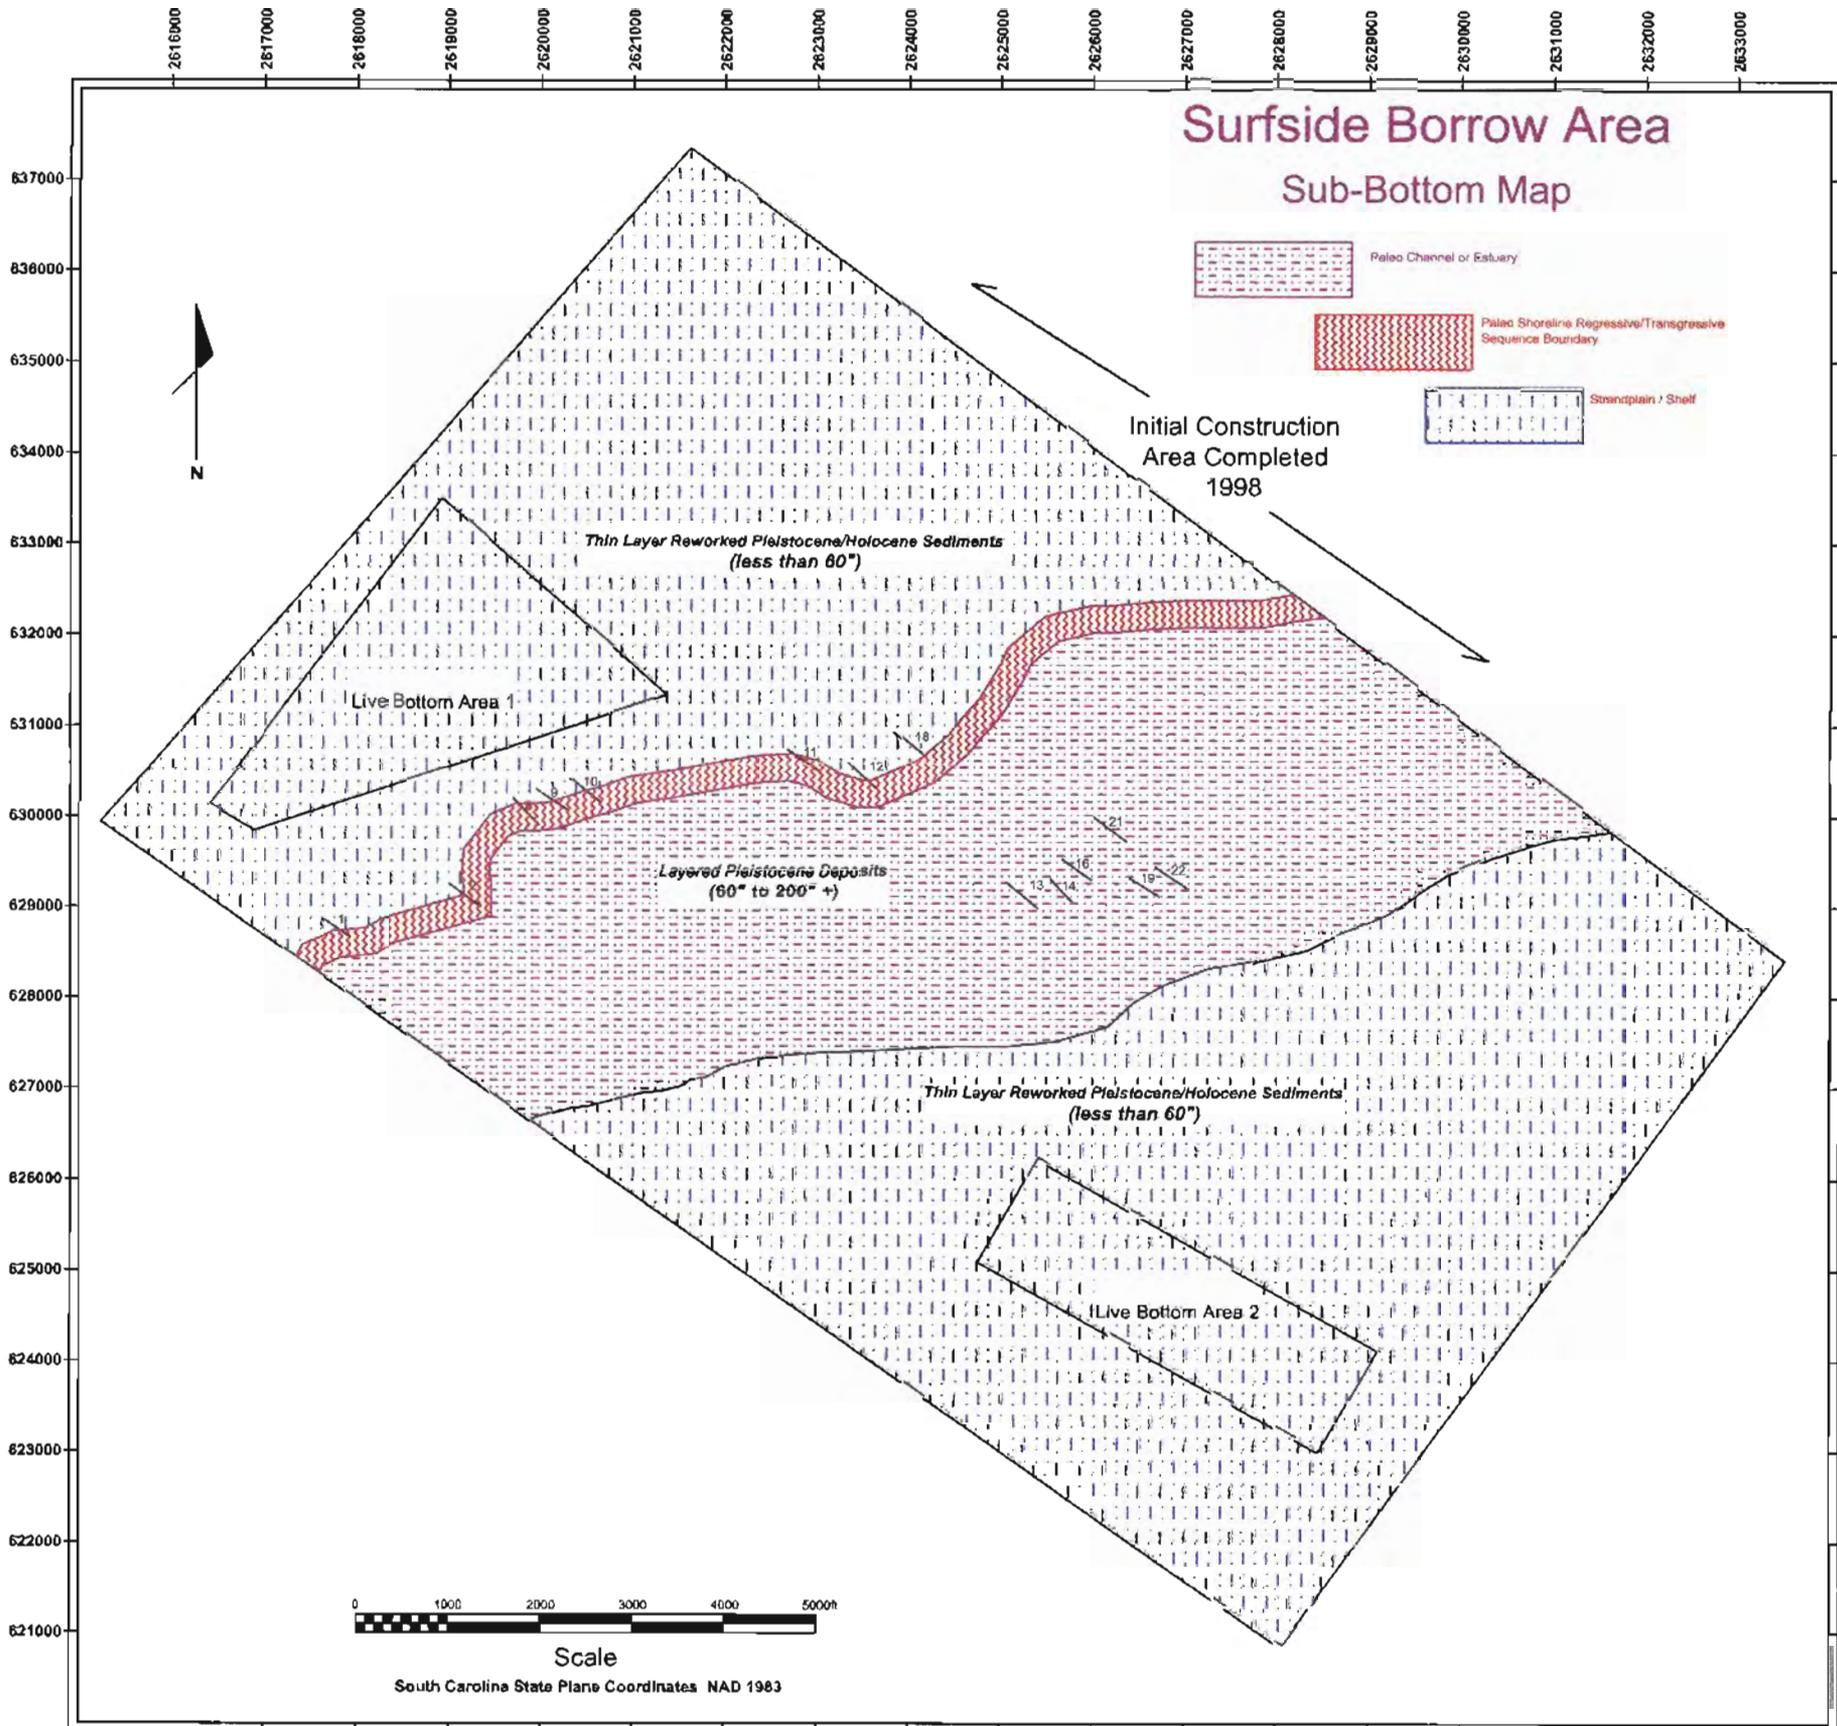 2616000 2617000 2618000 2619000 2620000 2621000 2622000 2623000 2624000 2625000 2626000 2627000 2628000 2629000 2630000 2631000 2632000 2633000
Surfside Borrow Area
Sub-Bottom Map
Paleo Channel or Estuary
Paleo Shoreline Regressive/Transgressive
Sequence Boundary
Strandplain / Shelf
637000
636000
635000
634000
633000
632000
631000
630000
629000
628000
627000
626000
625000
624000
623000
622000
621000
N
Initial Construction
Area Completed
1998
Thin Layer Reworked Pleistocene/Holocene Sediments
(less than 60")
Live Bottom Area 1
18
11
12
10
9
21
16
22
19
13
14
1
Layered Pleistocene Deposits
(60" to 200" +)
Thin Layer Reworked Pleistocene/Holocene Sediments
(less than 60")
Live Bottom Area 2
0 1000 2000 3000 4000 5000ft
Scale
South Carolina State Plane Coordinates NAD 1983